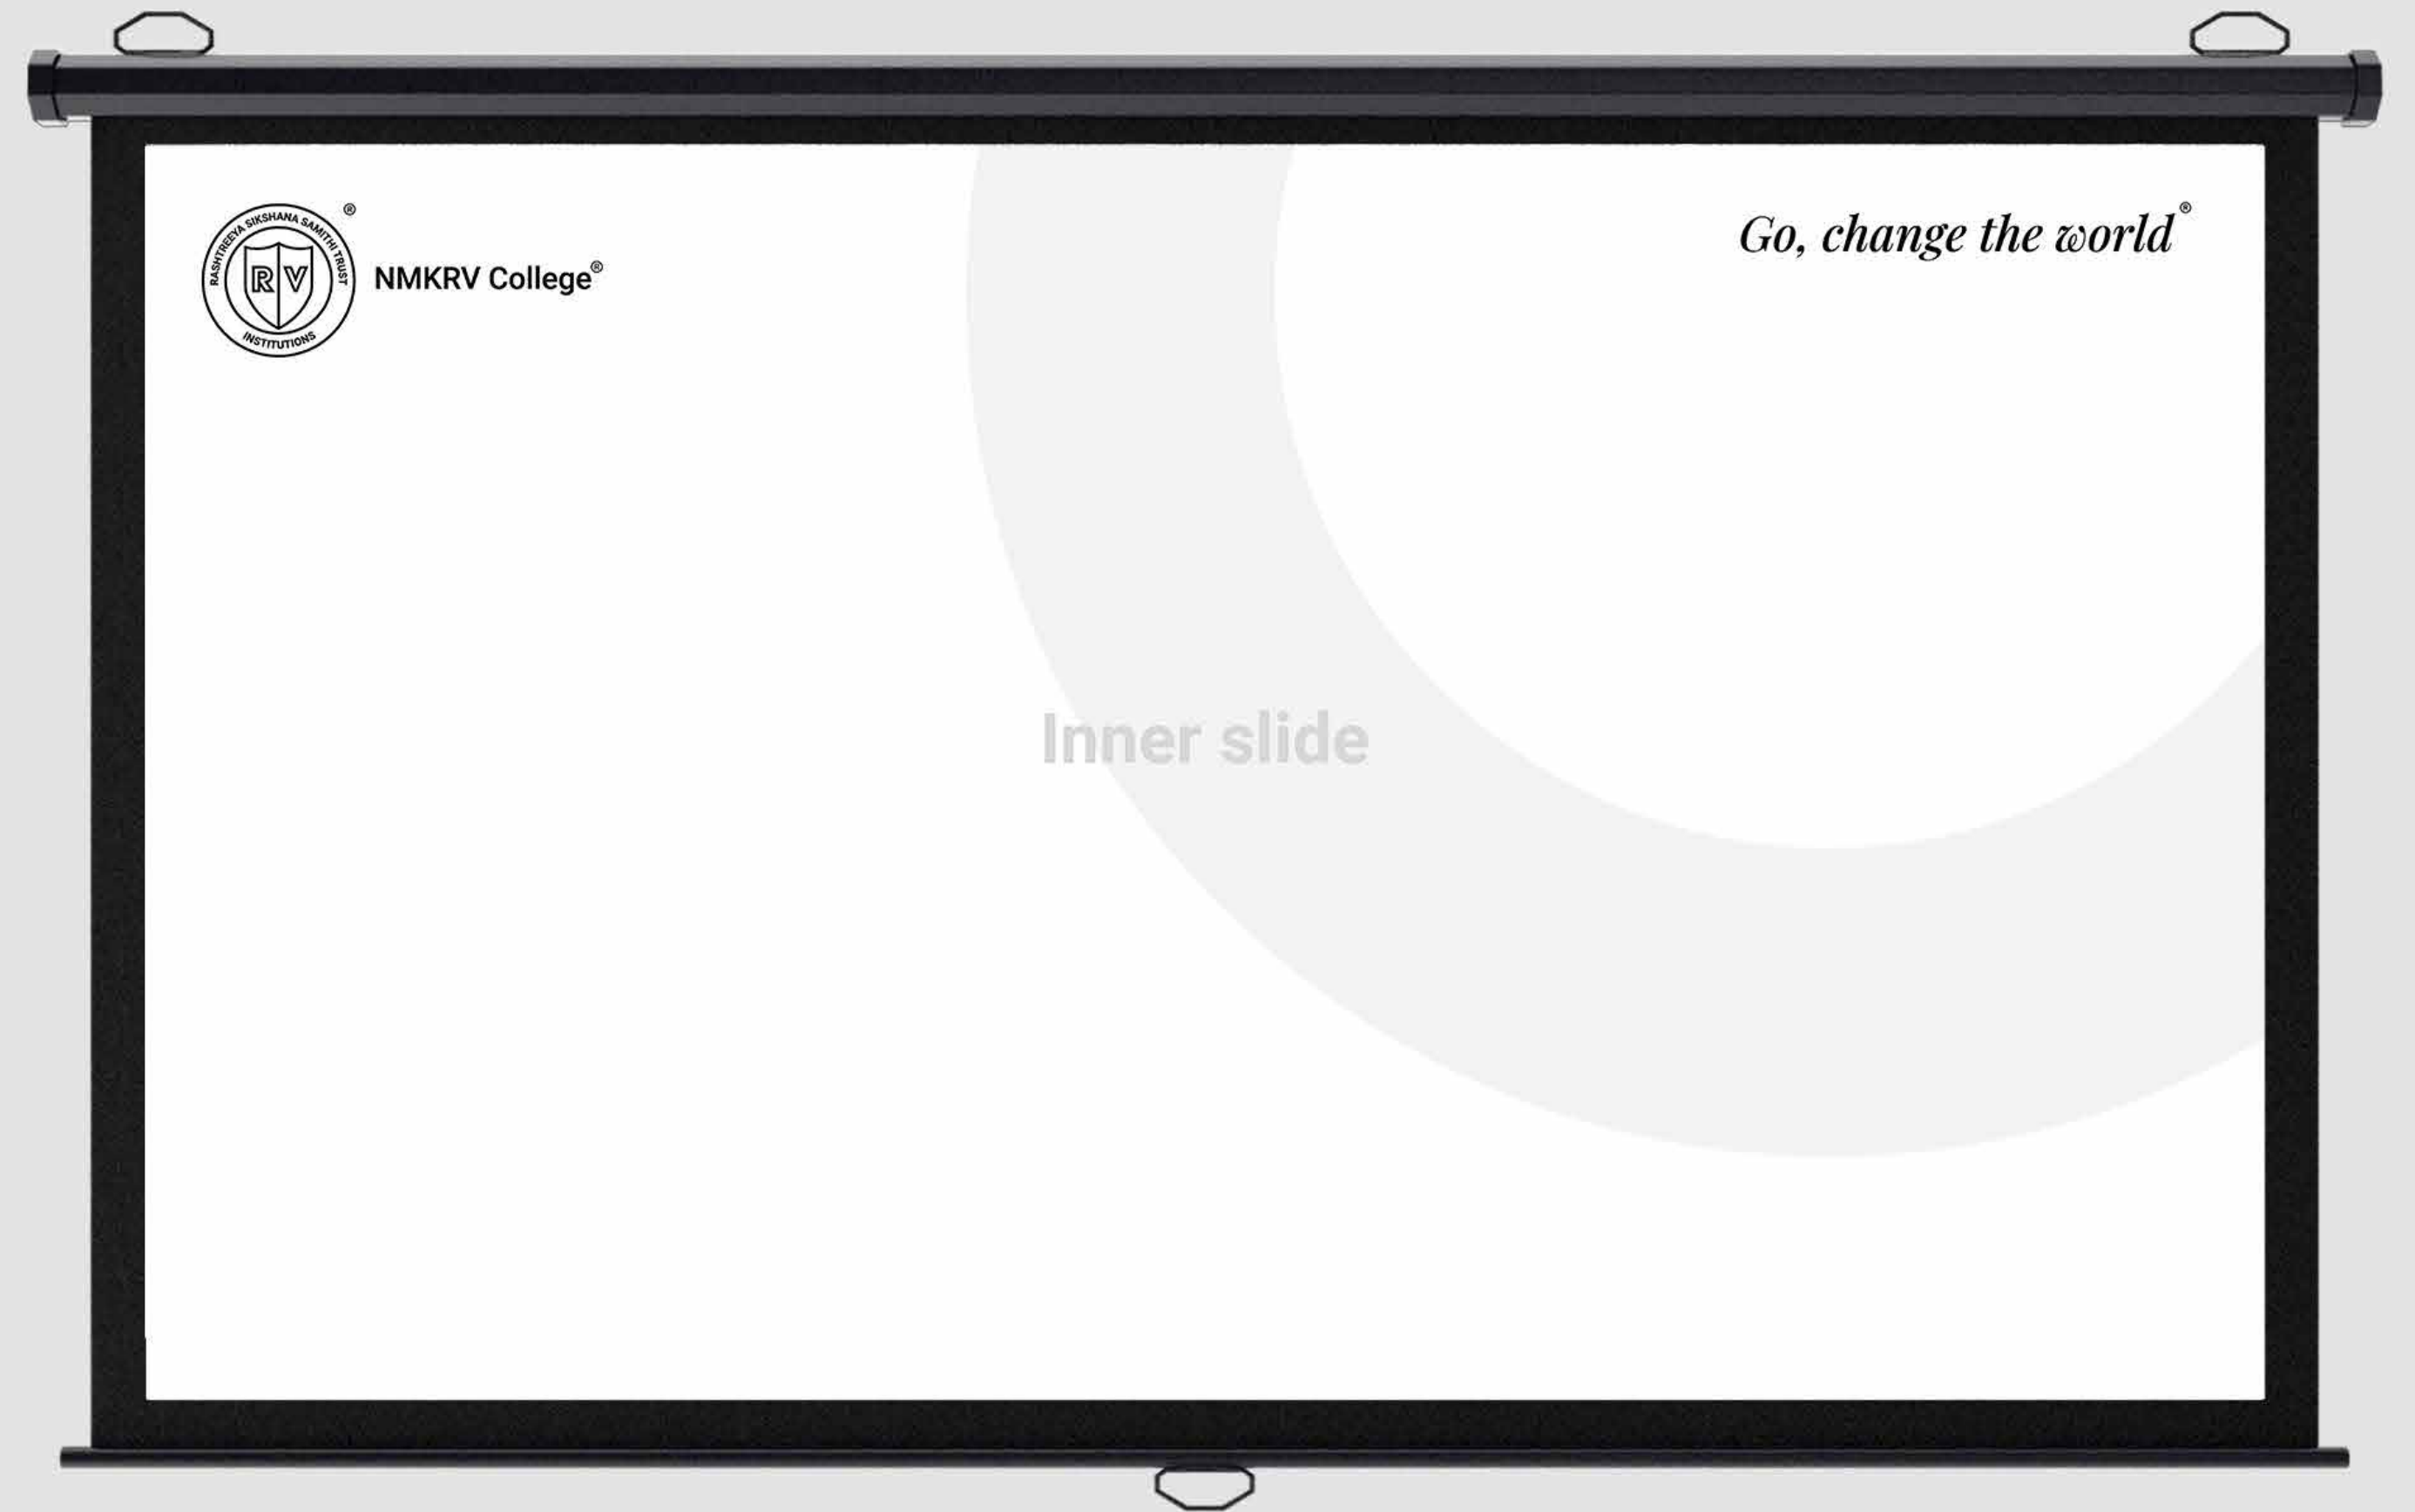 RASHTREEYA SIKSHANA SAMITHI TRUST
®
RV
INSTITUTIONS
NMKRV College®
Go, change the world®
Inner slide